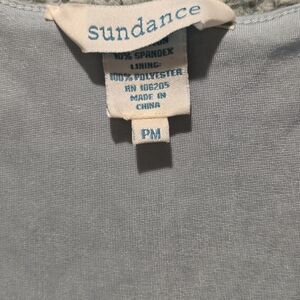 sundance
10% SPANDEX
LINING:
100% POLYESTER
RN 106205
MADE IN
CHINA
PM